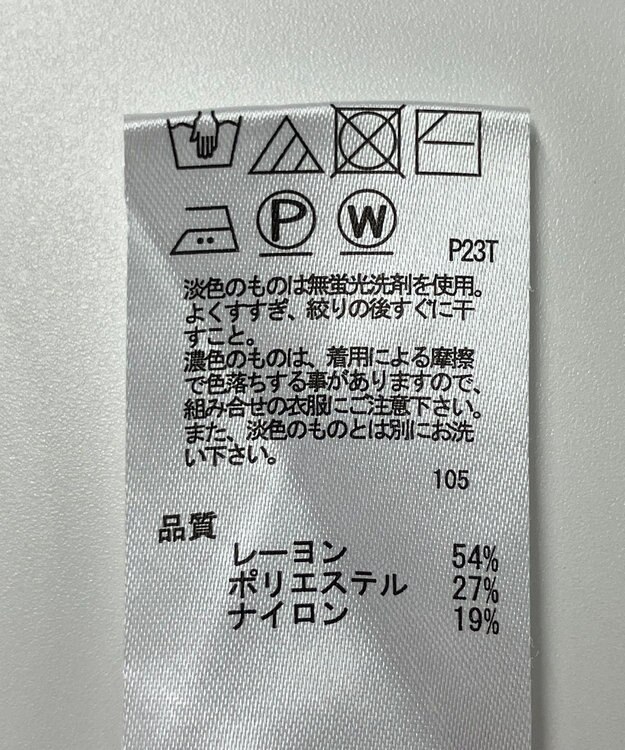 P W P23T
淡色のものは無蛍光洗剤を使用。
よくすすぎ、絞りの後すぐに干
すこと。
濃色のものは、着用による摩擦
で色落ちする事がありますので、
組み合せの衣服にご注意下さい。
また、淡色のものとは別にお洗
い下さい。
105
品質
レーヨン 54%
ポリエステル 27%
ナイロン 19%